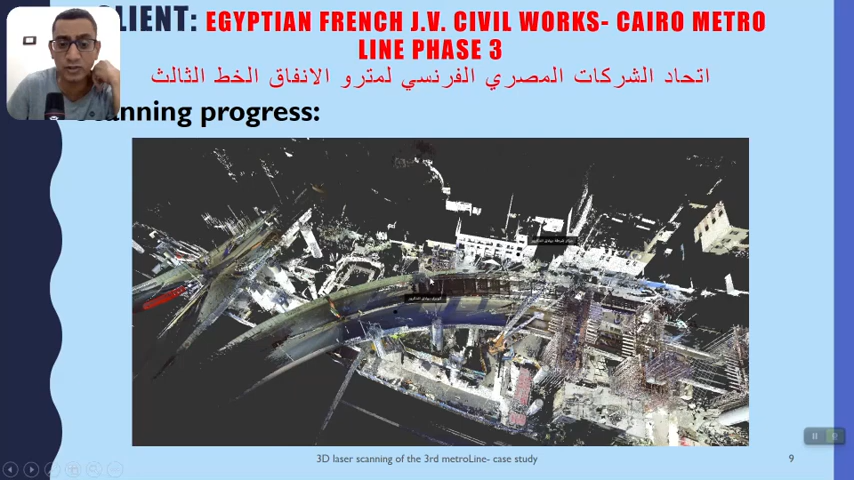 CLIENT: EGYPTIAN FRENCH J.V. CIVIL WORKS- CAIRO METRO
LINE PHASE 3
اتحاد الشركات المصري الفرنسي لمترو الانفاق الخط الثالث
Scanning progress:
3D laser scanning of the 3rd metroLine- case study
9